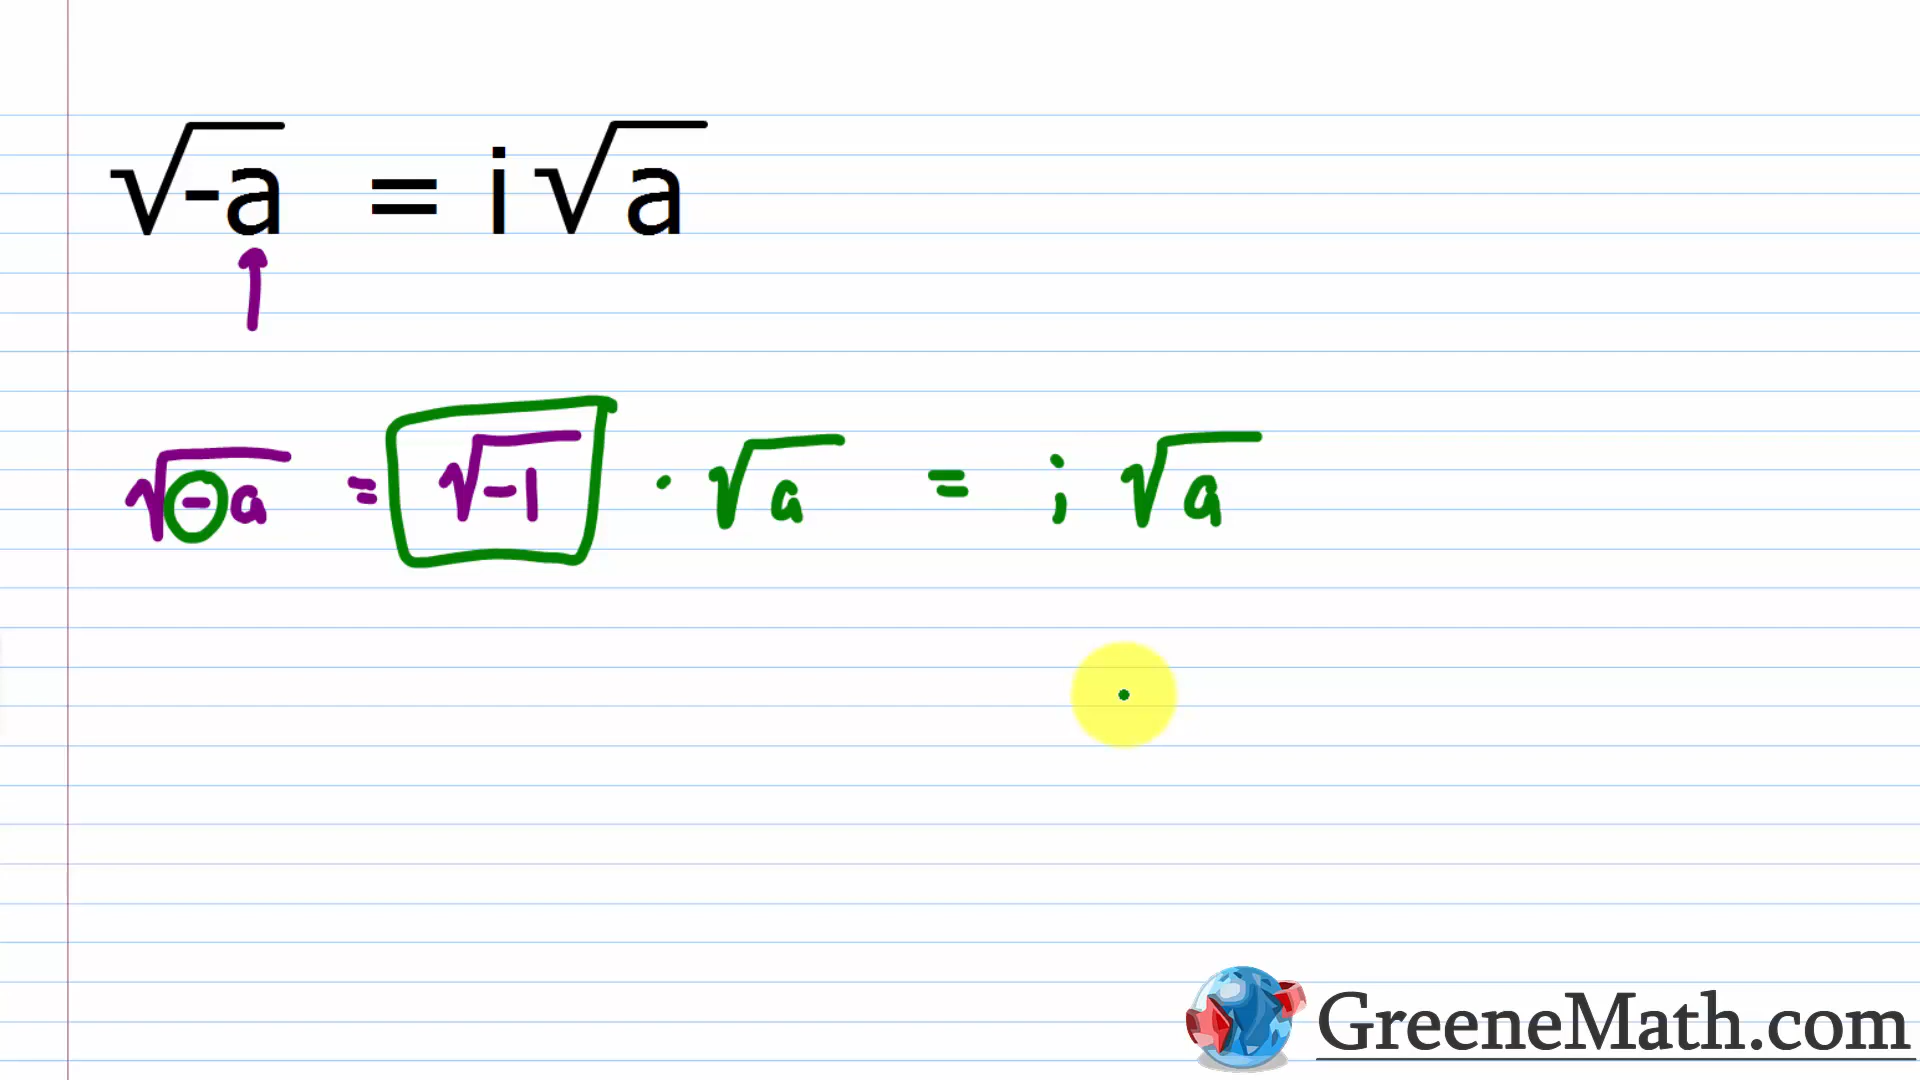 √-a = i√a
√-a = √-1 · √a = i √a
GreeneMath.com